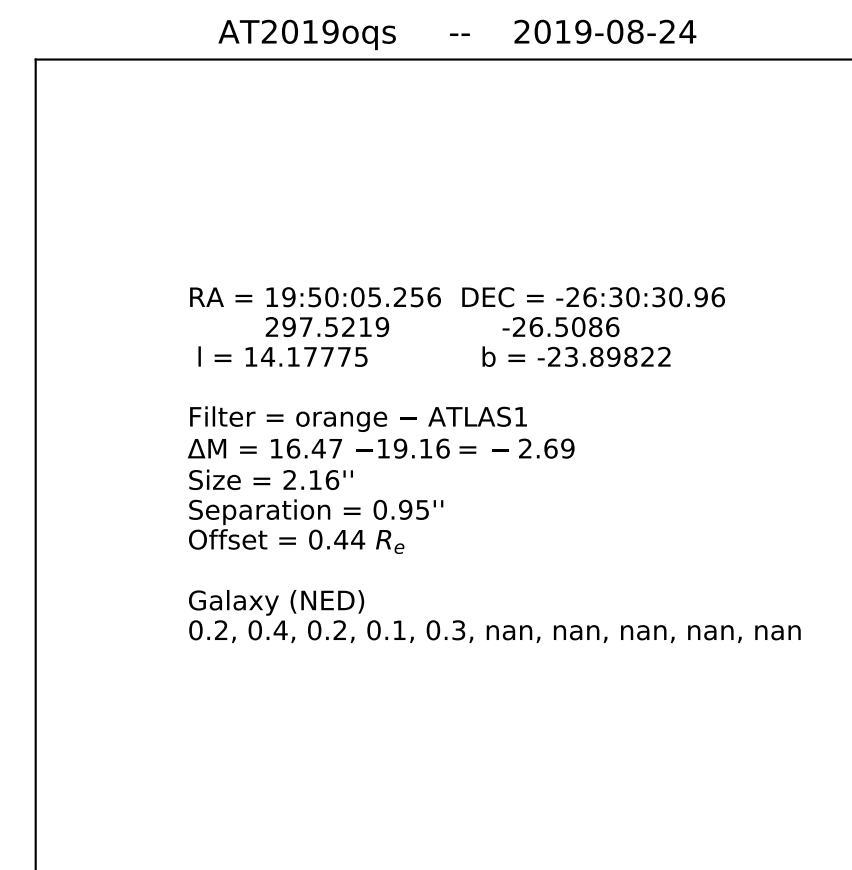 AT2019oqs -- 2019-08-24
RA = 19:50:05.256 DEC = -26:30:30.96
297.5219 -26.5086
l = 14.17775 b = -23.89822
Filter = orange − ATLAS1
ΔM = 16.47 −19.16 = − 2.69
Size = 2.16''
Separation = 0.95''
Offset = 0.44 Rₑ
Galaxy (NED)
0.2, 0.4, 0.2, 0.1, 0.3, nan, nan, nan, nan, nan